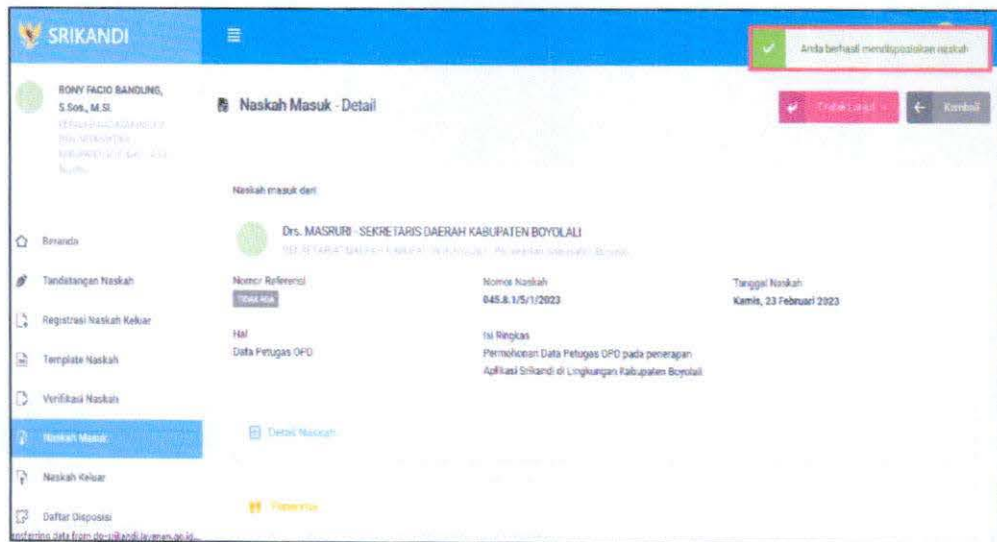 SRIKANDI
Anda berhasil mendisposisikan naskah
RONY FACIO BANDUNG,
S.Sos., M.SI.
Naskah Masuk - Detail
Kembali
Naskah masuk dari
Drs. MASRURI - SEKRETARIS DAERAH KABUPATEN BOYOLALI
Beranda
Tandatangan Naskah
Nomor Referensi
Nomor Naskah
Tanggal Naskah
TIDAK ADA
045.8.1/5/1/2023
Kamis, 23 Februari 2023
Registrasi Naskah Keluar
Hal
Isi Ringkas
Data Petugas OPD
Permohonan Data Petugas OPD pada penerapan
Aplikasi Srikandi di Lingkungan Kabupaten Boyolali
Template Naskah
Verifikasi Naskah
Naskah Masuk
Detail Naskah
Naskah Keluar
Daftar Disposisi